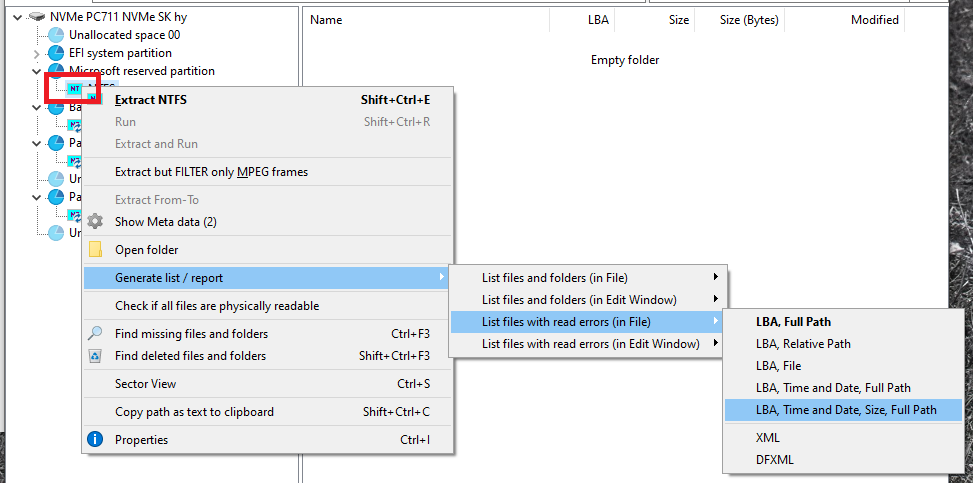 NVMe PC711 NVMe SK hy
Unallocated space 00
EFI system partition
Microsoft reserved partition
NT
Ba
Pa
Un
Pa
Un
Name LBA Size Size (Bytes) Modified
Empty folder
Extract NTFS Shift+Ctrl+E
Run Shift+Ctrl+R
Extract and Run
Extract but FILTER only MPEG frames
Extract From-To
Show Meta data (2)
Open folder
Generate list / report
Check if all files are physically readable
Find missing files and folders Ctrl+F3
Find deleted files and folders Shift+Ctrl+F3
Sector View Ctrl+S
Copy path as text to clipboard Shift+Ctrl+C
Properties Ctrl+I
List files and folders (in File)
List files and folders (in Edit Window)
List files with read errors (in File)
List files with read errors (in Edit Window)
LBA, Full Path
LBA, Relative Path
LBA, File
LBA, Time and Date, Full Path
LBA, Time and Date, Size, Full Path
XML
DFXML